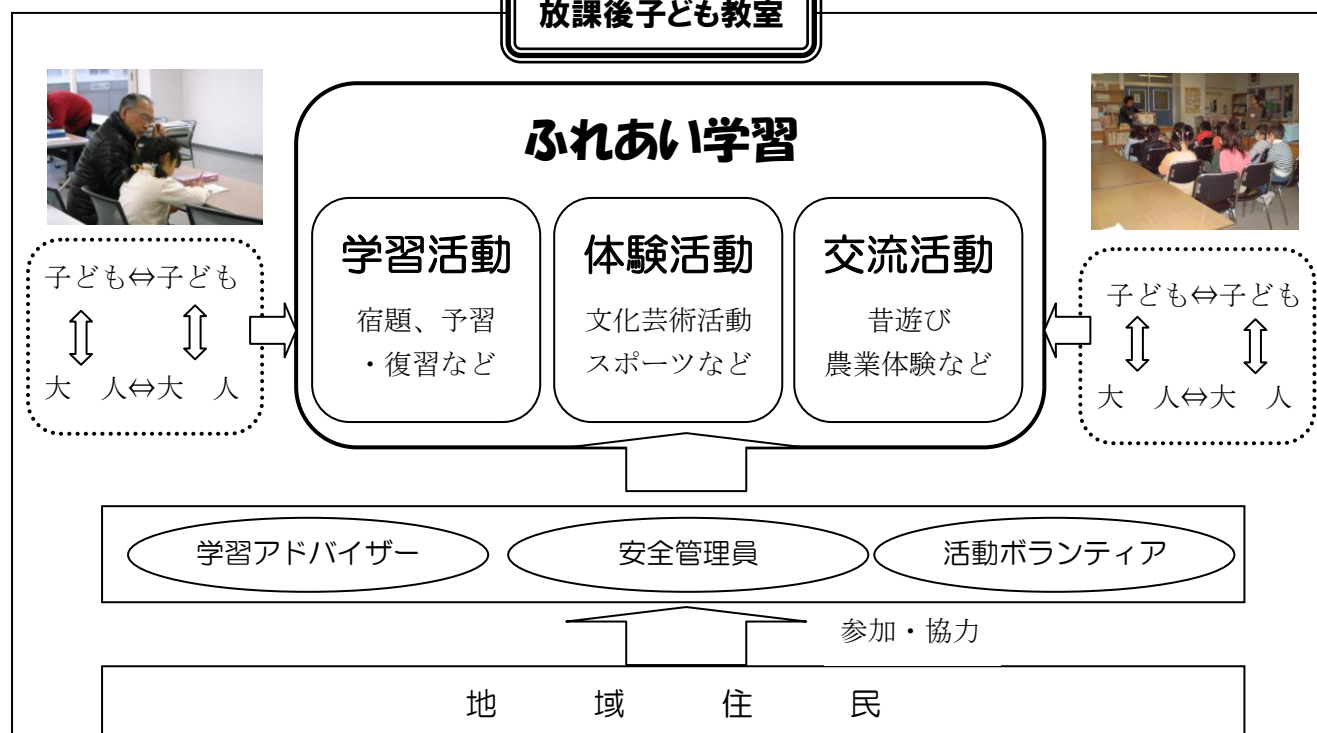 放課後子ども教室
ふれあい学習
学習活動
宿題、予習
・復習など
体験活動
文化芸術活動
スポーツなど
交流活動
昔遊び
農業体験など
子ども⇔子ども
⇕ ⇕
大　人⇔大　人
子ども⇔子ども
⇕ ⇕
大　人⇔大　人
学習アドバイザー
安全管理員
活動ボランティア
参加・協力
地　域　住　民